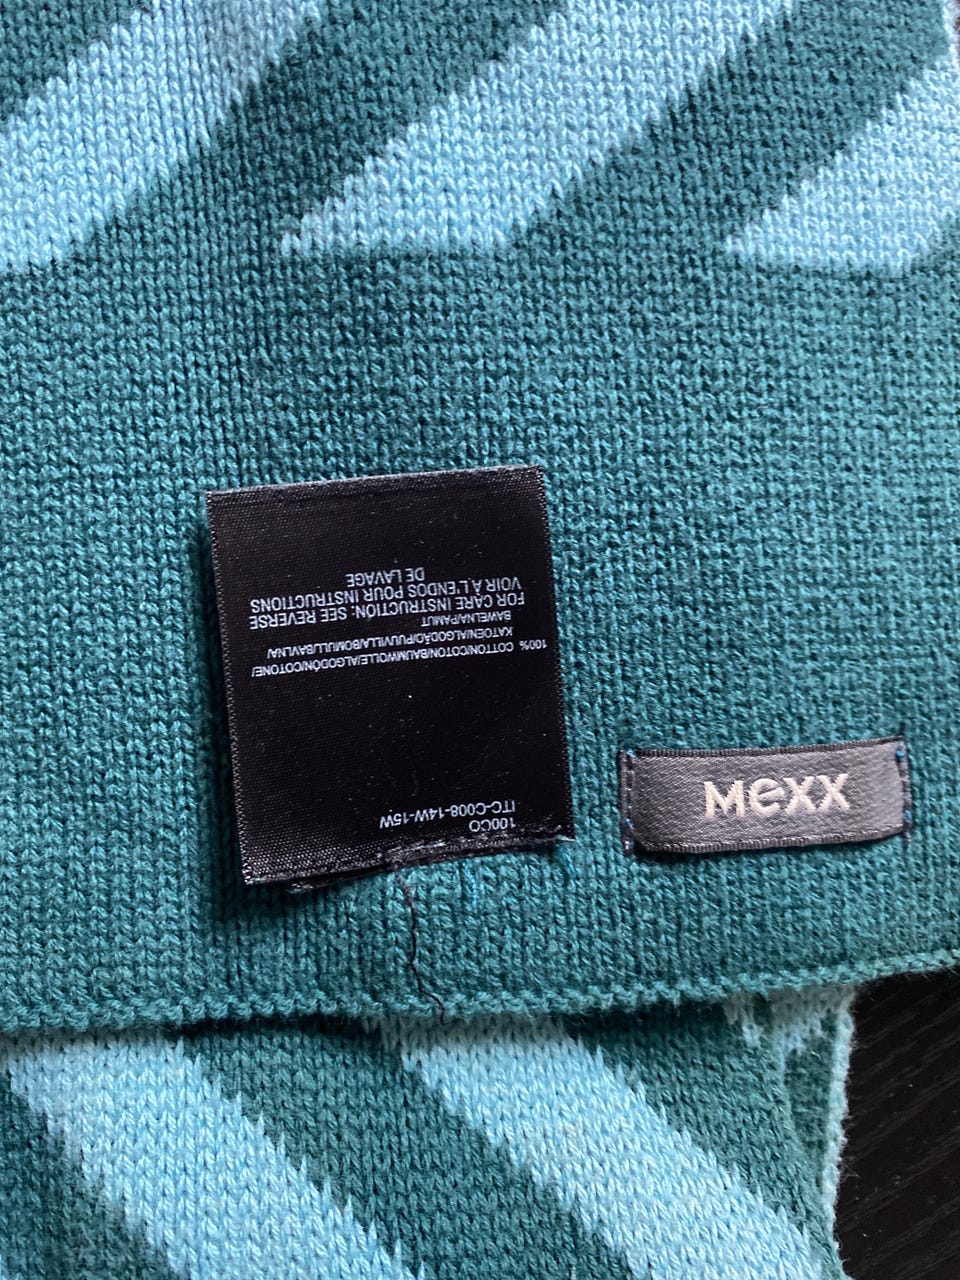 100CO
ITC-C008-14W-15W
100% COTTON/COTON/BAUMWOLLE/ALGODÓN/COTONE/
KATOEN/ALGODÃO/PUUVILLA/BOMULL/BAVLNA/
BAWEŁNA/PAMUT
FOR CARE INSTRUCTION: SEE REVERSE
VOIR À L'ENDOS POUR INSTRUCTIONS
DE LAVAGE
Mexx